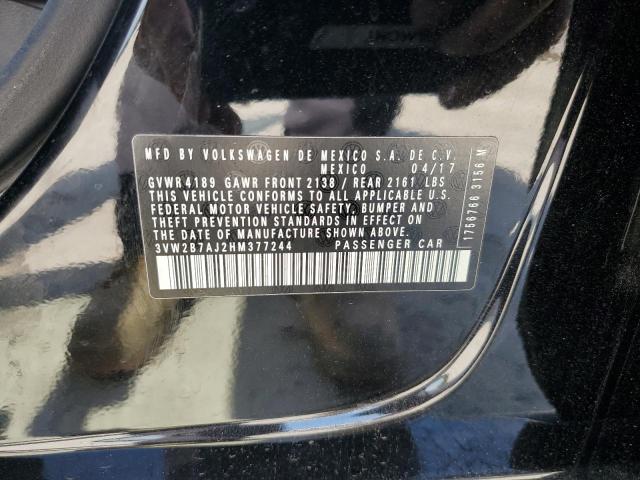 MFD BY VOLKSWAGEN DE MEXICO S.A. DE C.V.
MEXICO 04/17
GVWR 4189 GAWR FRONT 2138 / REAR 2161 LBS
THIS VEHICLE CONFORMS TO ALL APPLICABLE U.S.
FEDERAL MOTOR VEHICLE SAFETY, BUMPER AND
THEFT PREVENTION STANDARDS IN EFFECT ON
THE DATE OF MANUFACTURE SHOWN ABOVE.
3VW2B7AJ2HM377244 PASSENGER CAR
1756766 3156 M